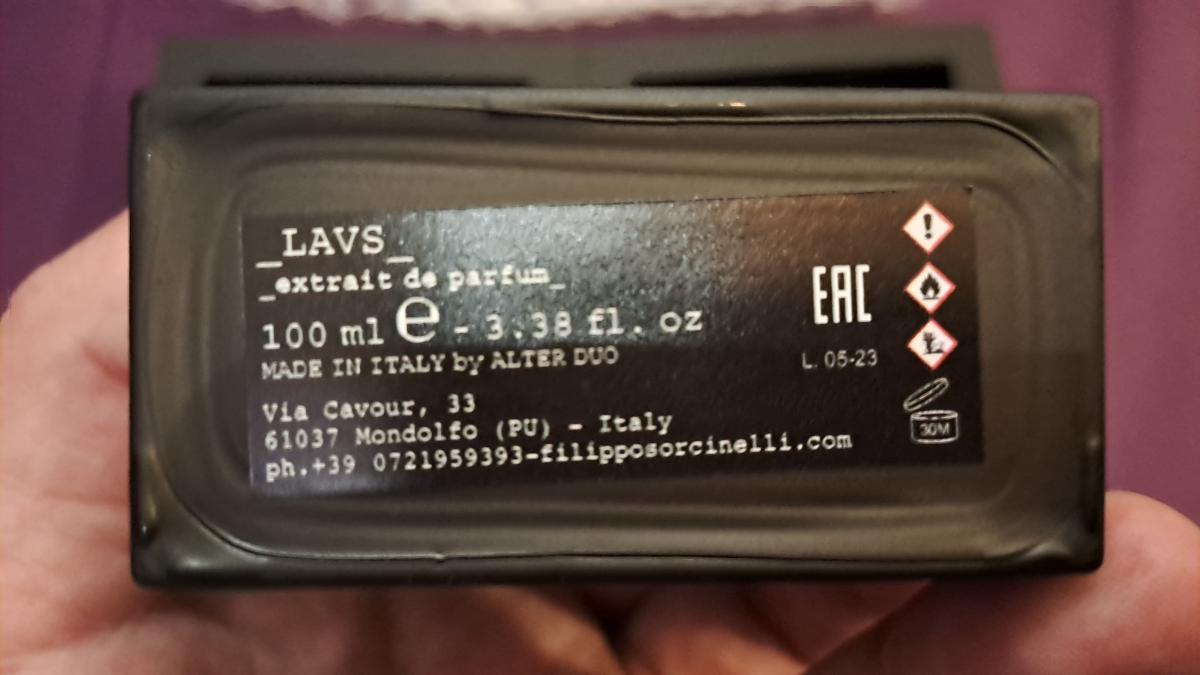 _LAVS_
_extrait de parfum_
100 ml e - 3.38 fl. oz
MADE IN ITALY by ALTER DUO
Via Cavour, 33
61037 Mondolfo (PU) - Italy
ph.+39 0721959393-filipposorcinelli.com
EAC
L. 05-23
30M